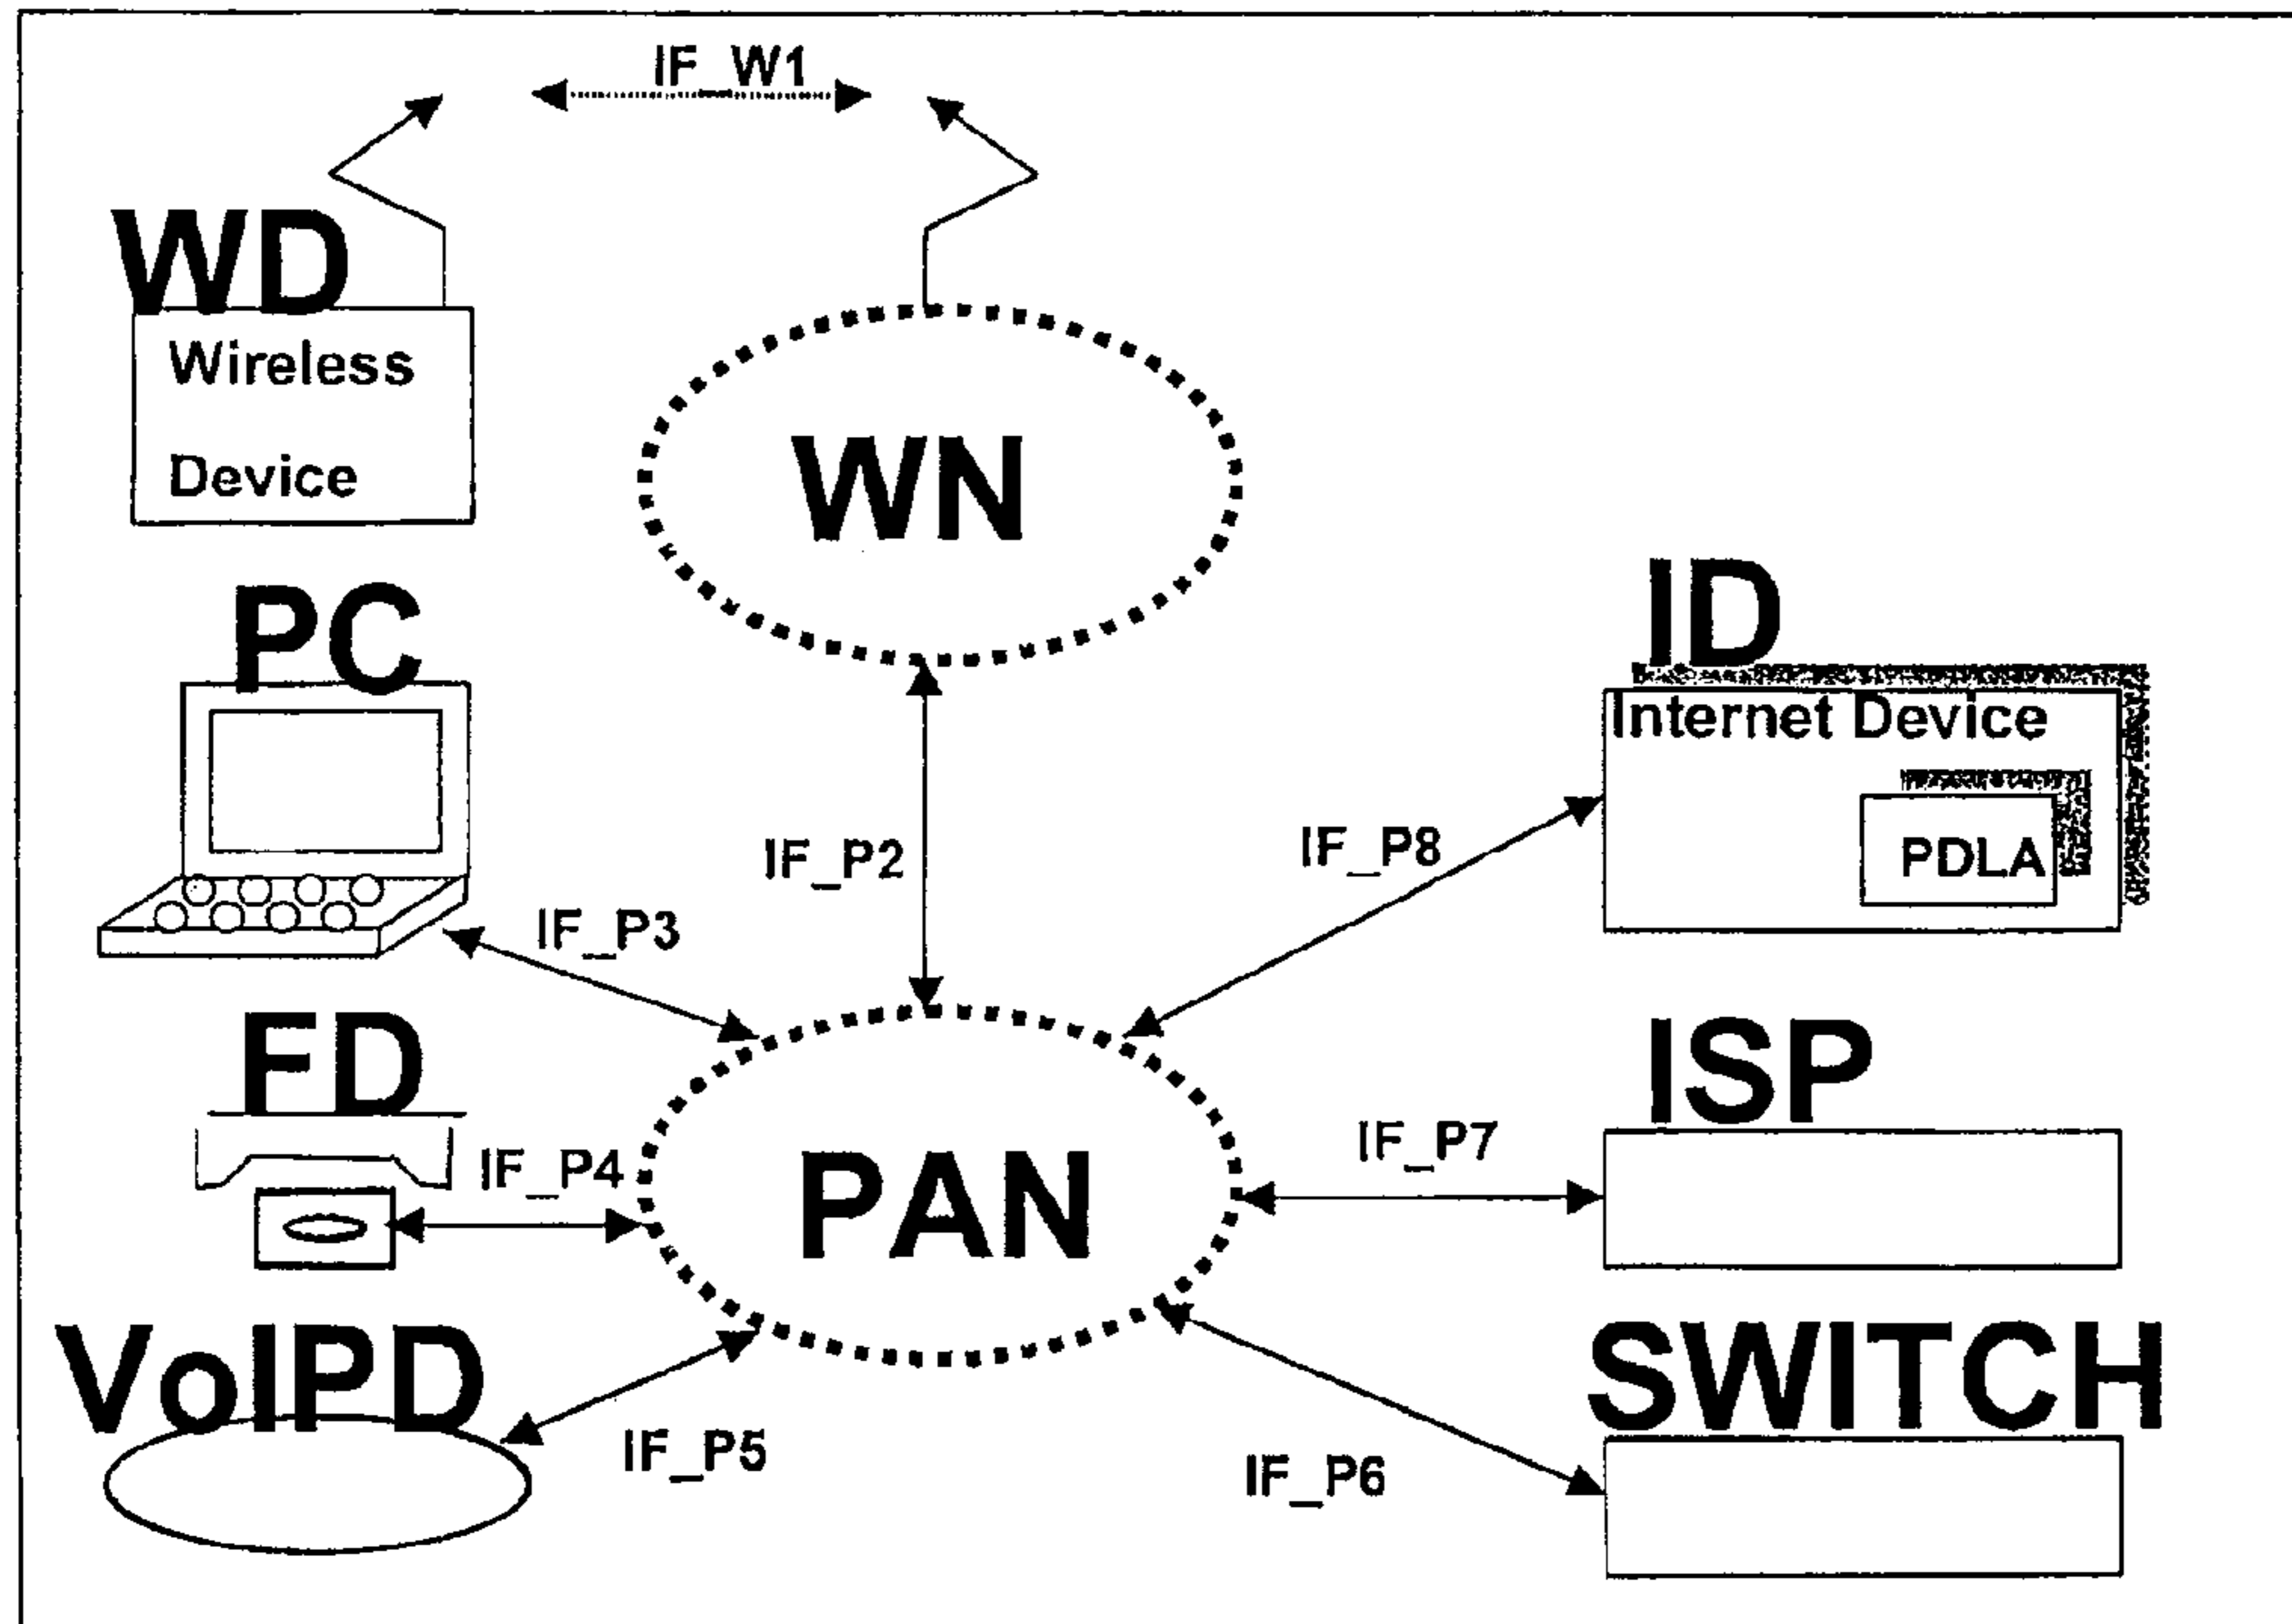 IF_W1
WD
Wireless
Device
WN
PC
ID
Internet Device
PDLA
IF_P2
IF_P8
IF_P3
FD
ISP
IF_P4
PAN
IF_P7
VoIPD
SWITCH
IF_P5
IF_P6